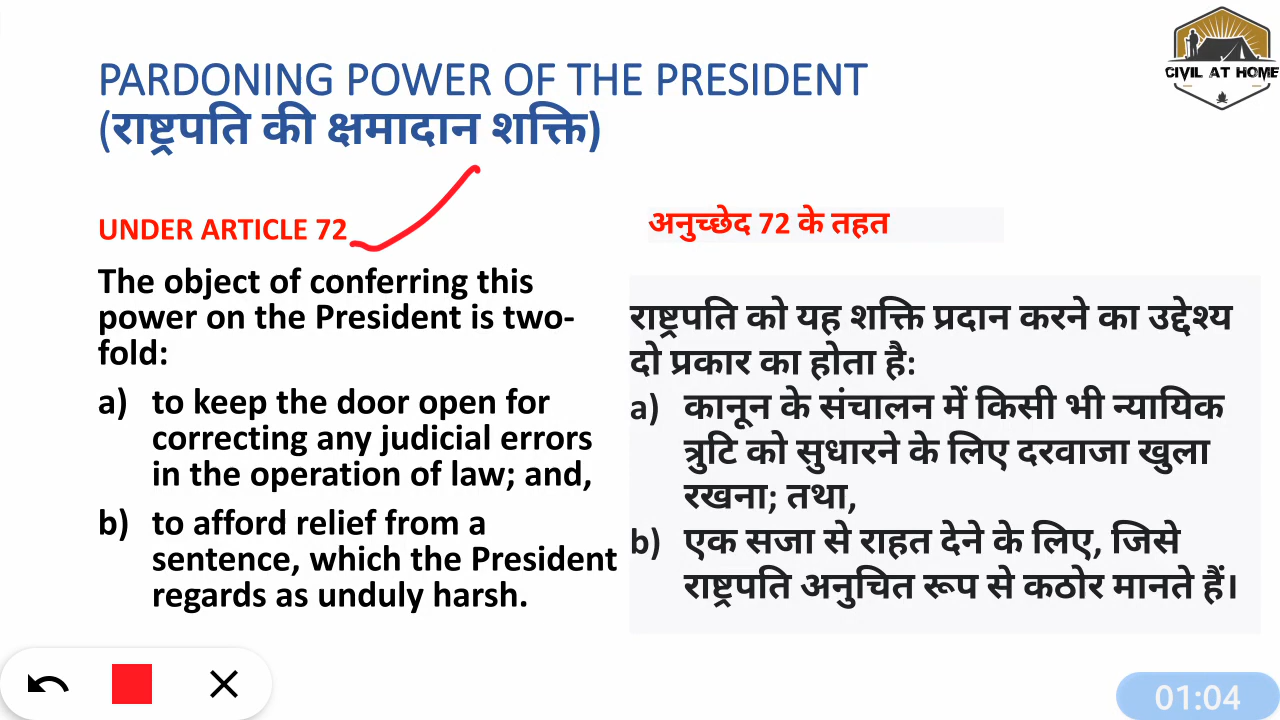 PARDONING POWER OF THE PRESIDENT
(राष्ट्रपति की क्षमादान शक्ति)
CIVIL AT HOME
UNDER ARTICLE 72
The object of conferring this
power on the President is two-
fold:
a) to keep the door open for
correcting any judicial errors
in the operation of law; and,
b) to afford relief from a
sentence, which the President
regards as unduly harsh.
अनुच्छेद 72 के तहत
राष्ट्रपति को यह शक्ति प्रदान करने का उद्देश्य
दो प्रकार का होता है:
a) कानून के संचालन में किसी भी न्यायिक
त्रुटि को सुधारने के लिए दरवाजा खुला
रखना; तथा,
b) एक सजा से राहत देने के लिए, जिसे
राष्ट्रपति अनुचित रूप से कठोर मानते हैं।
01:04